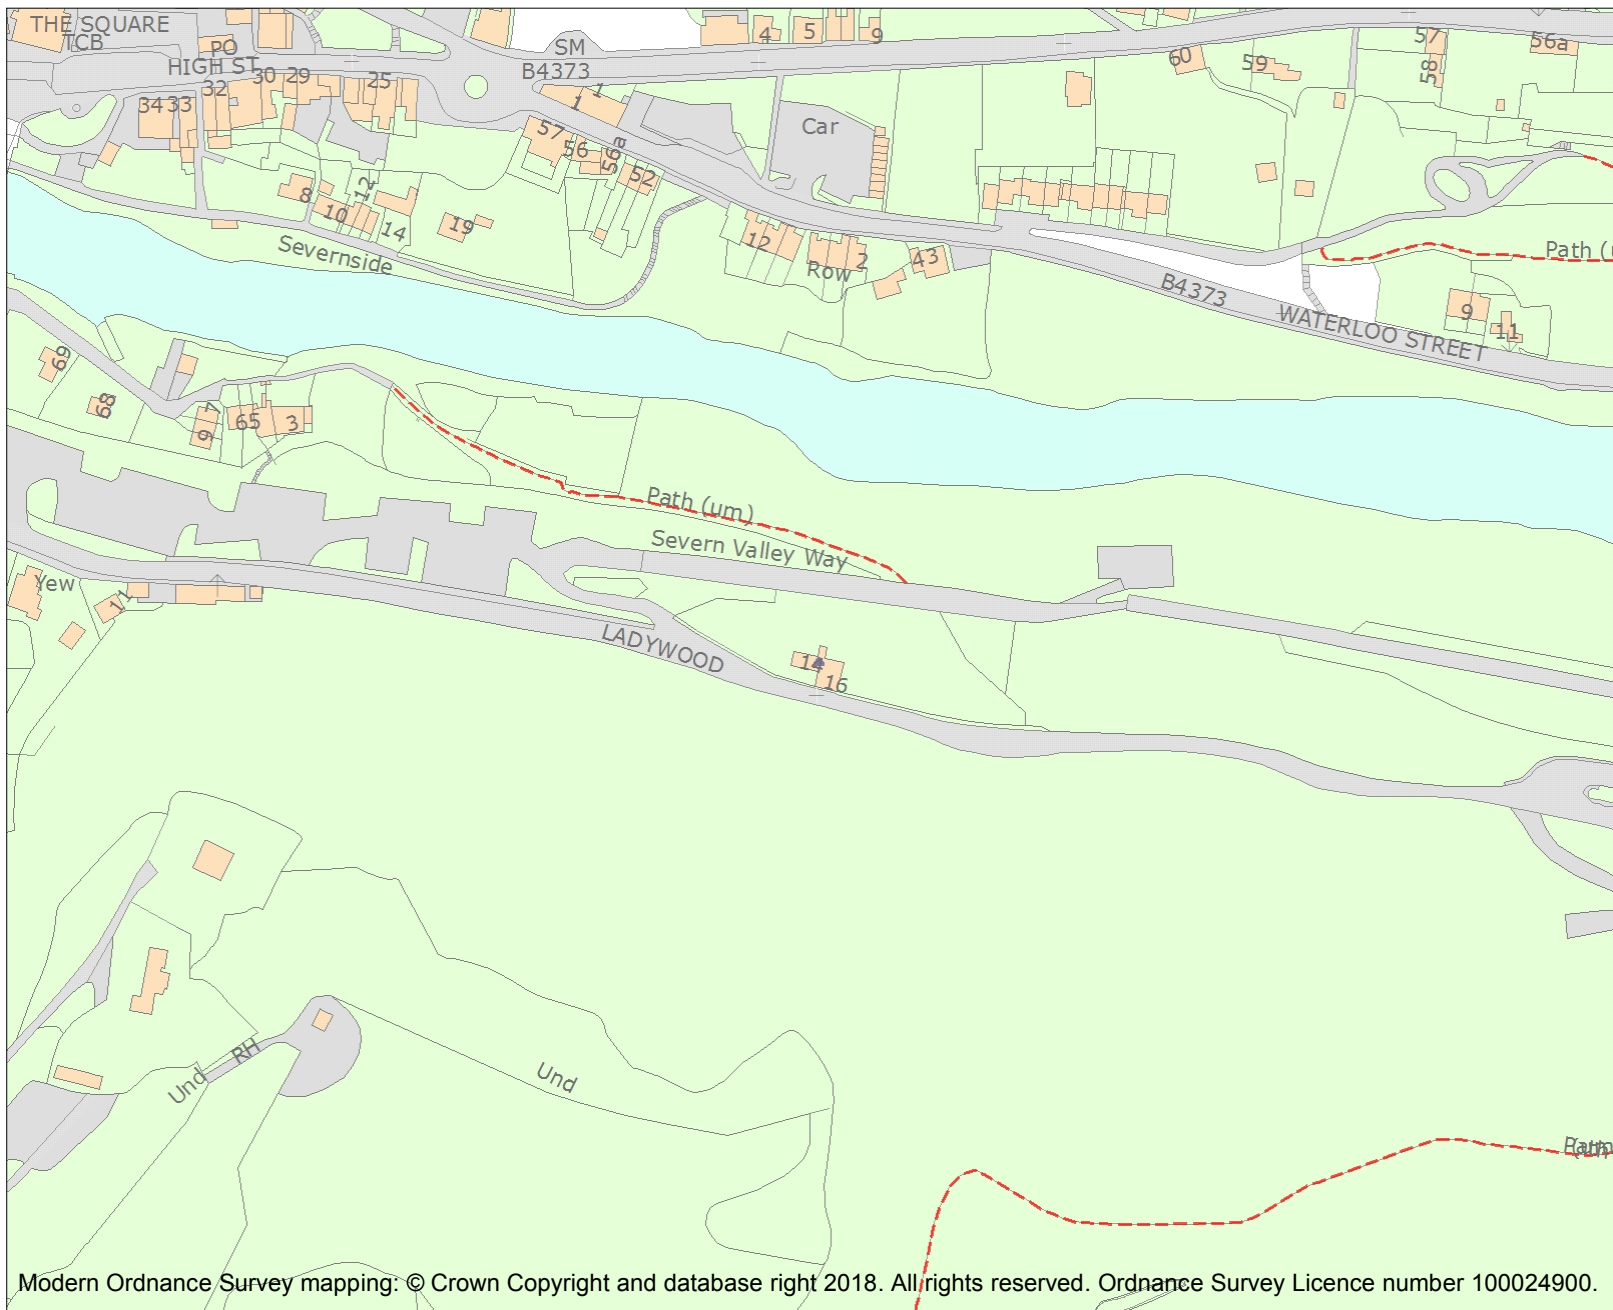 THE SQUARE
TCB
PO
HIGH ST
34
33
32
30
29
25
SM
B4373
4
5
9
1
1
57
56
56a
52
Car
60
59
57
58
56a
8
10
12
14
19
Severnside
12
Row
2
43
B4373
WATERLOO STREET
Path (u
9
11
69
68
7
6
65
3
Path (um)
Severn Valley Way
Yew
11
LADYWOOD
14
16
Und
RH
Und
Modern Ordnance Survey mapping: © Crown Copyright and database right 2018. All rights reserved. Ordnance Survey Licence number 100024900.